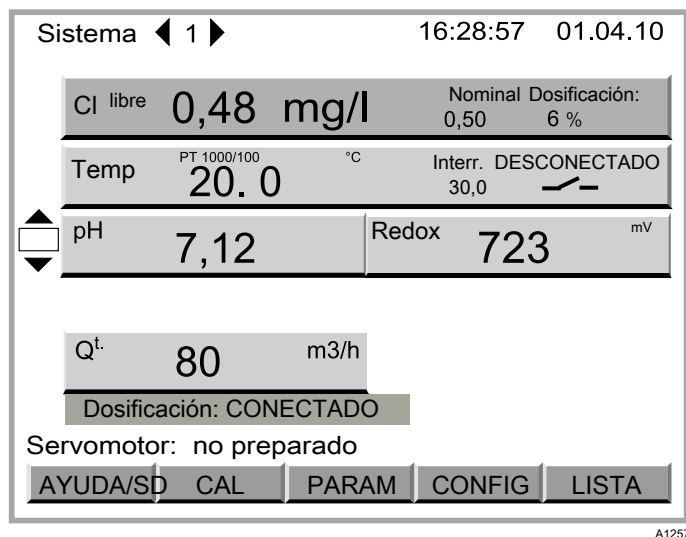 Sistema 1 16:28:57 01.04.10
Cl libre 0,48 mg/l Nominal Dosificación:
0,50 6 %
Temp PT 1000/100 °C Interr. DESCONECTADO
20. 0 30,0
pH 7,12 Redox 723 mV
Qt. 80 m3/h
Dosificación: CONECTADO
Servomotor: no preparado
AYUDA/SD CAL PARAM CONFIG LISTA
A1257